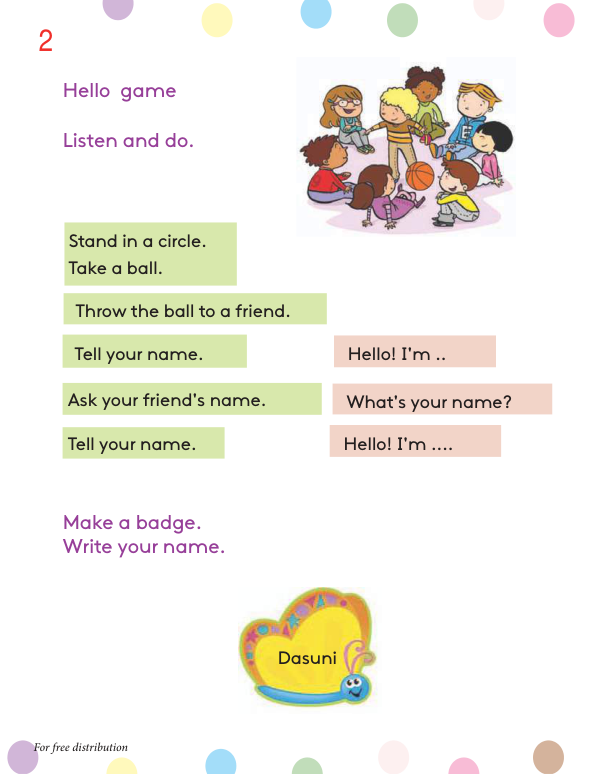 2
Hello game
Listen and do.
Stand in a circle.
Take a ball.
Throw the ball to a friend.
Tell your name.
Hello! I'm ..
Ask your friend's name.
What's your name?
Tell your name.
Hello! I'm ....
Make a badge.
Write your name.
Dasuni
For free distribution